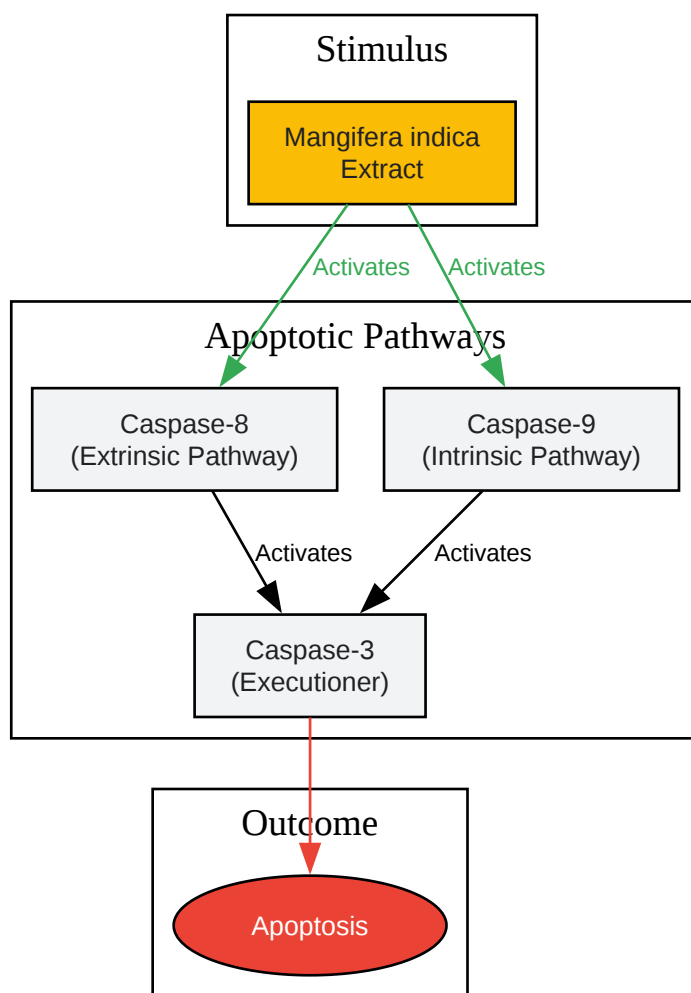 Stimulus
Mangifera indica
Extract
Activates
Activates
Apoptotic Pathways
Caspase-8
(Extrinsic Pathway)
Caspase-9
(Intrinsic Pathway)
Activates
Activates
Caspase-3
(Executioner)
Outcome
Apoptosis